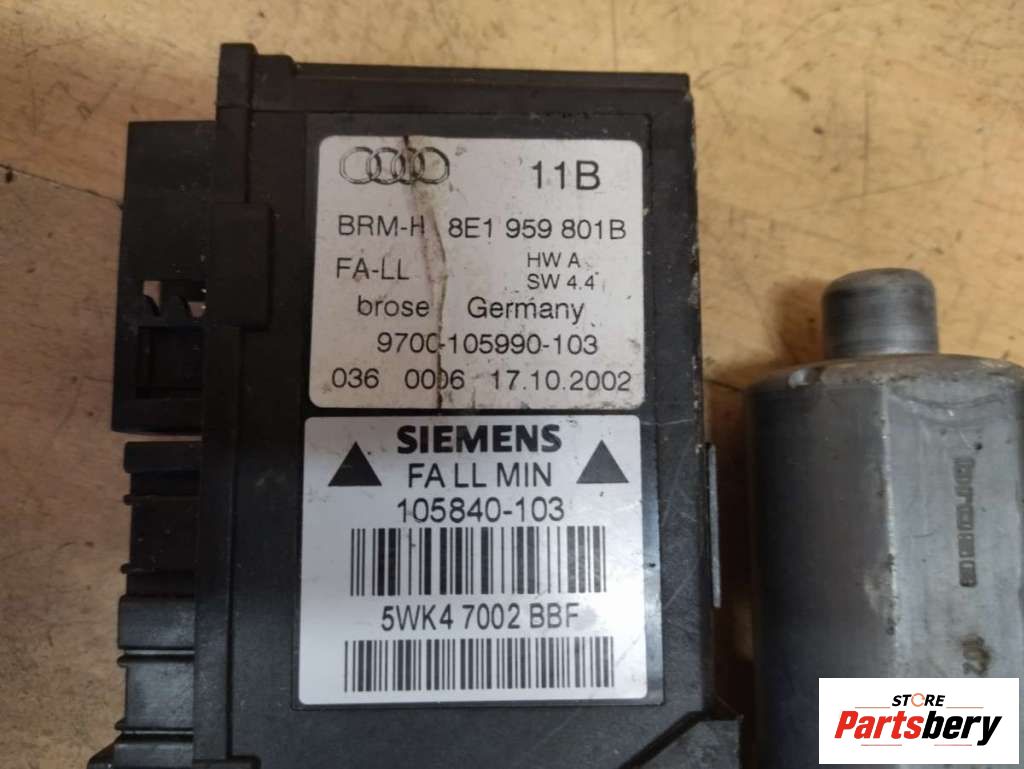 11B
BRM-H 8E1 959 801B
FA-LL HW A
SW 4.4
brose Germany
9700-105990-103
036 0006 17.10.2002
SIEMENS
FA LL MIN
105840-103
5WK4 7002 BBF
brose
STORE
Partsbery